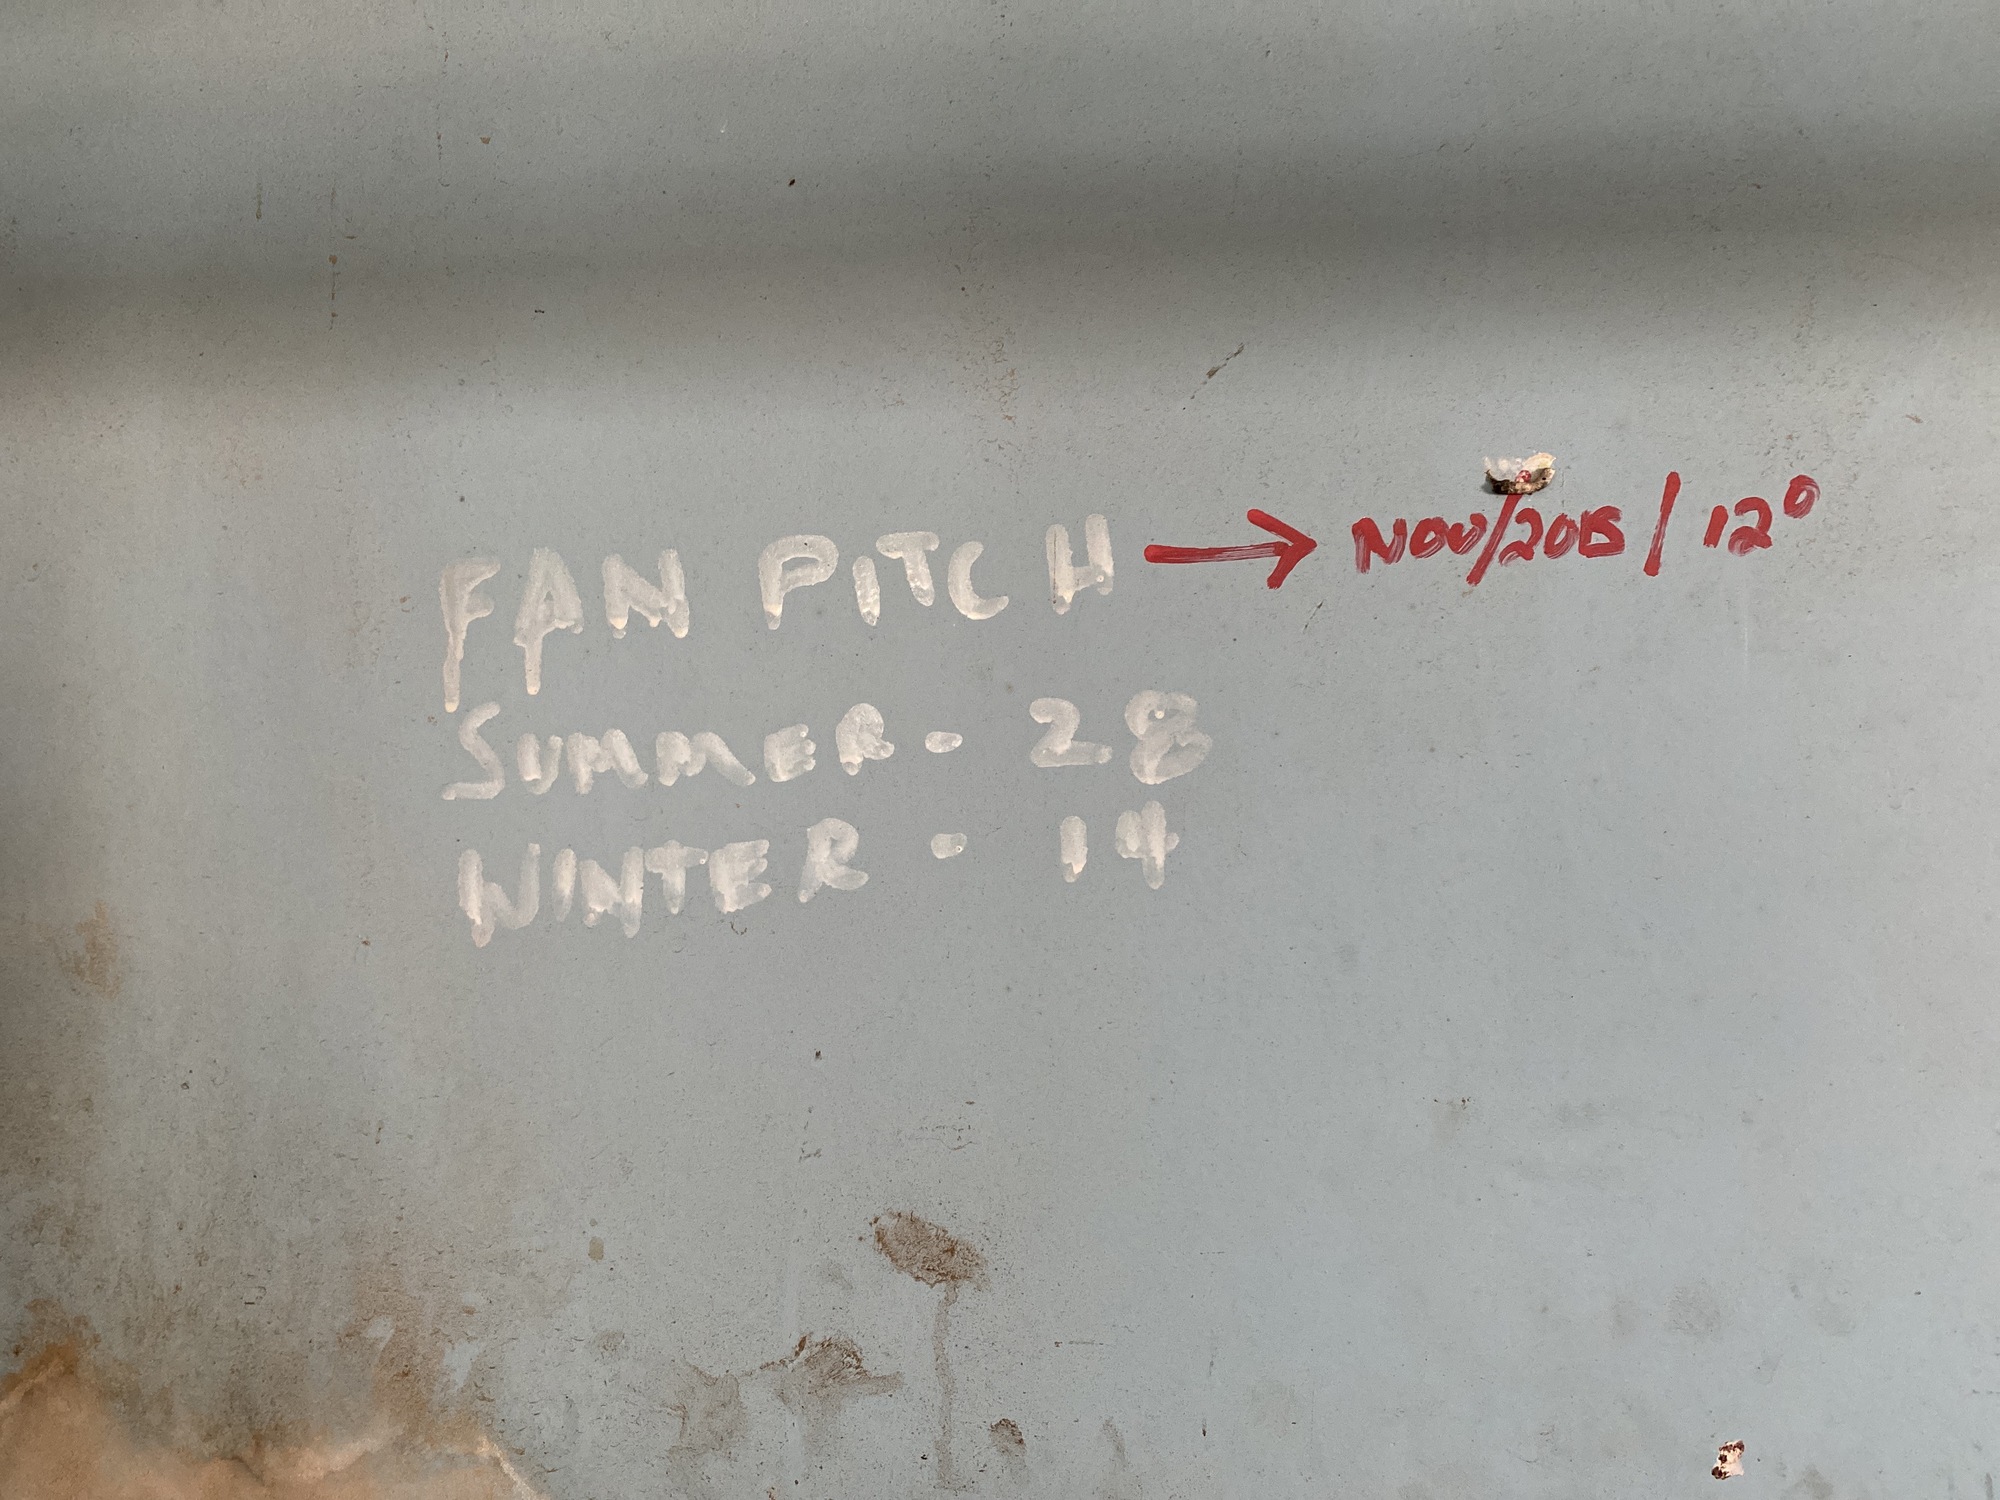 FAN PITCH → NOV/2015 / 12°
SUMMER - 28
WINTER - 14